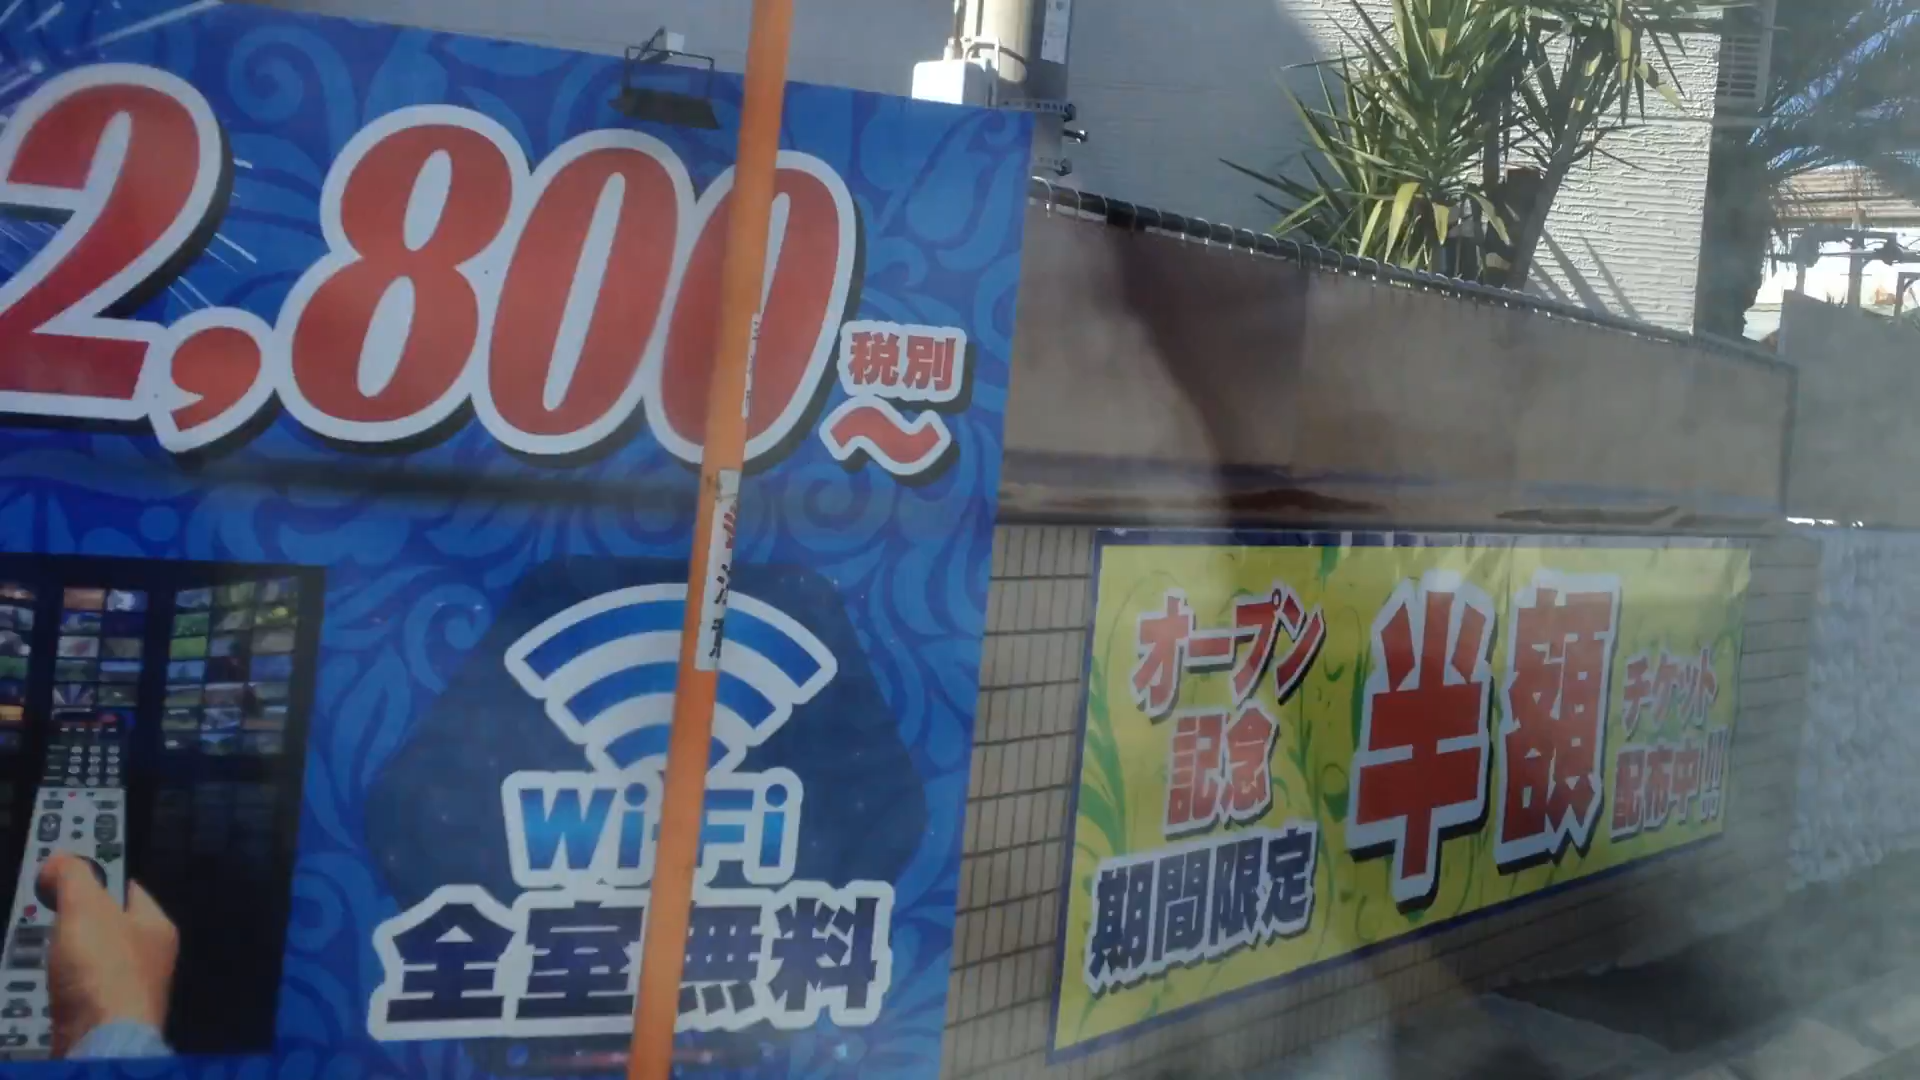 2,800
税別
～
Wi-Fi
全室無料
オープン
記念
期間限定
半額
チケット
配布中!!